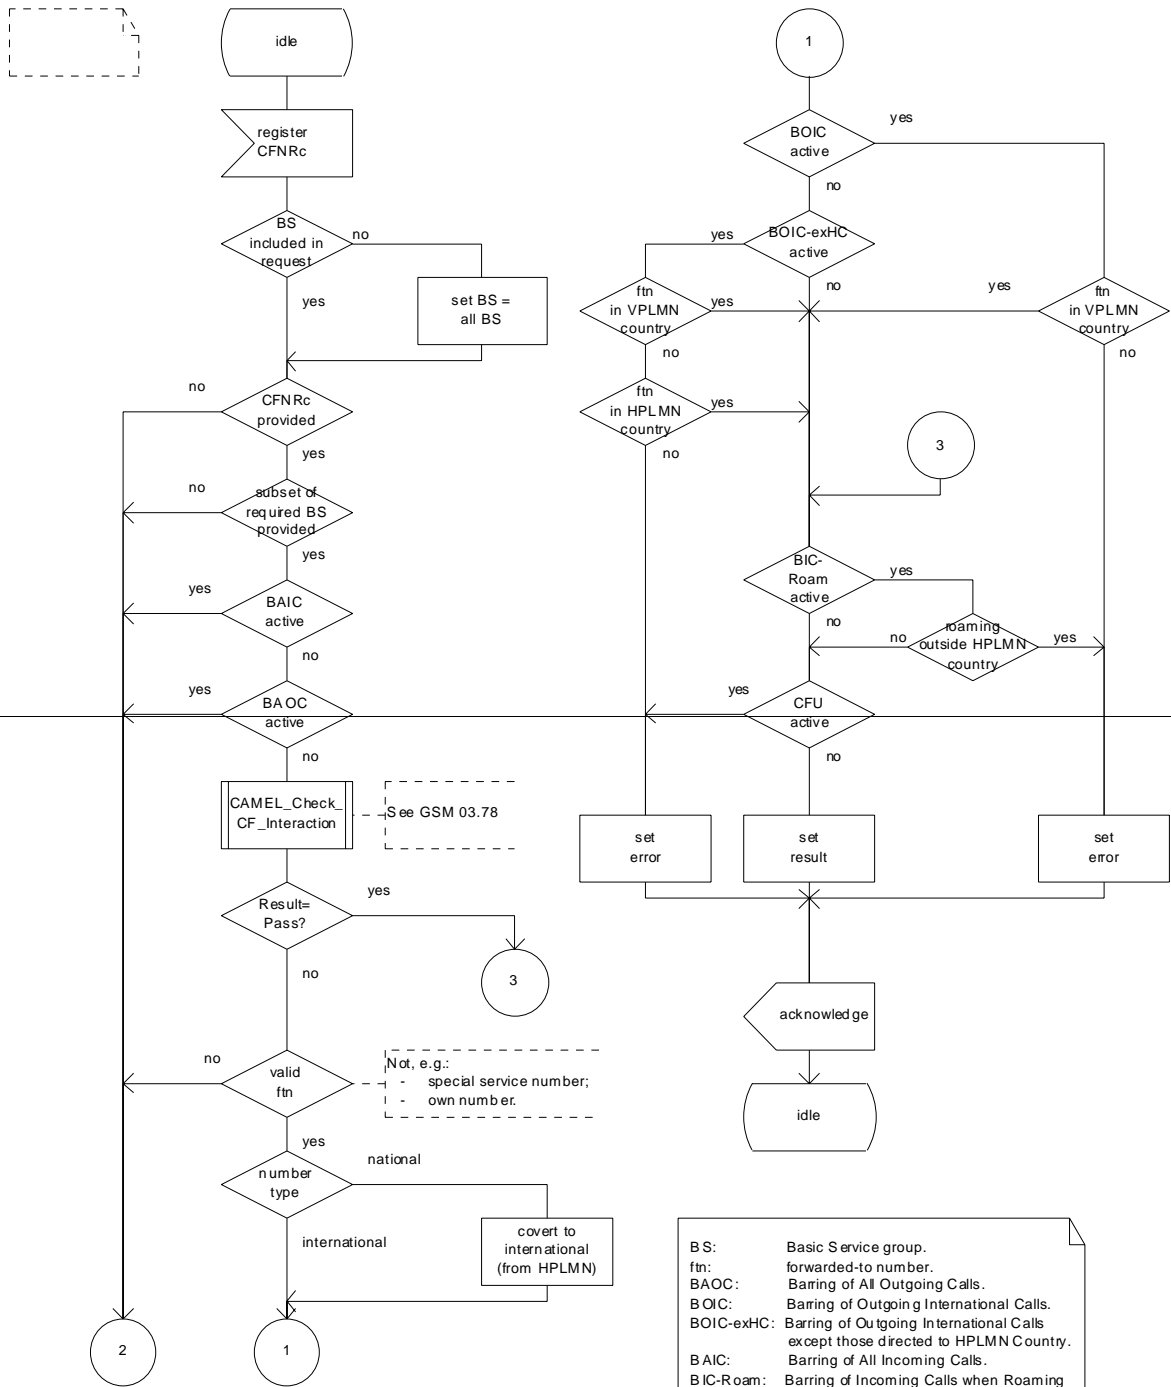 idle
register
CFNRc
BS
included in
request
no
yes
set BS =
all BS
no
CFNRc
provided
yes
no
subset of
required BS
provided
yes
yes
BAIC
active
no
yes
BAOC
active
no
CAMEL_Check_
CF_Interaction
See GSM 03.78
Result=
Pass?
yes
no
3
no
valid
ftn
Not, e.g.:
- special service number;
- own number.
yes
number
type
national
international
covert to
international
(from HPLMN)
2
1
1
BOIC
active
yes
no
yes
BOIC-exHC
active
no
ftn
in VPLMN
country
yes
no
yes
ftn
in VPLMN
country
no
ftn
in HPLMN
country
yes
no
3
BIC-
Roam
active
yes
no
no
roaming
outside HPLMN
country
yes
yes
CFU
active
no
set
error
set
result
set
error
acknowledge
idle
BS: Basic Service group.
ftn: forwarded-to number.
BAOC: Barring of All Outgoing Calls.
BOIC: Barring of Outgoing International Calls.
BOIC-exHC: Barring of Outgoing International Calls
except those directed to HPLMN Country.
BAIC: Barring of All Incoming Calls.
BIC-Roam: Barring of Incoming Calls when Roaming